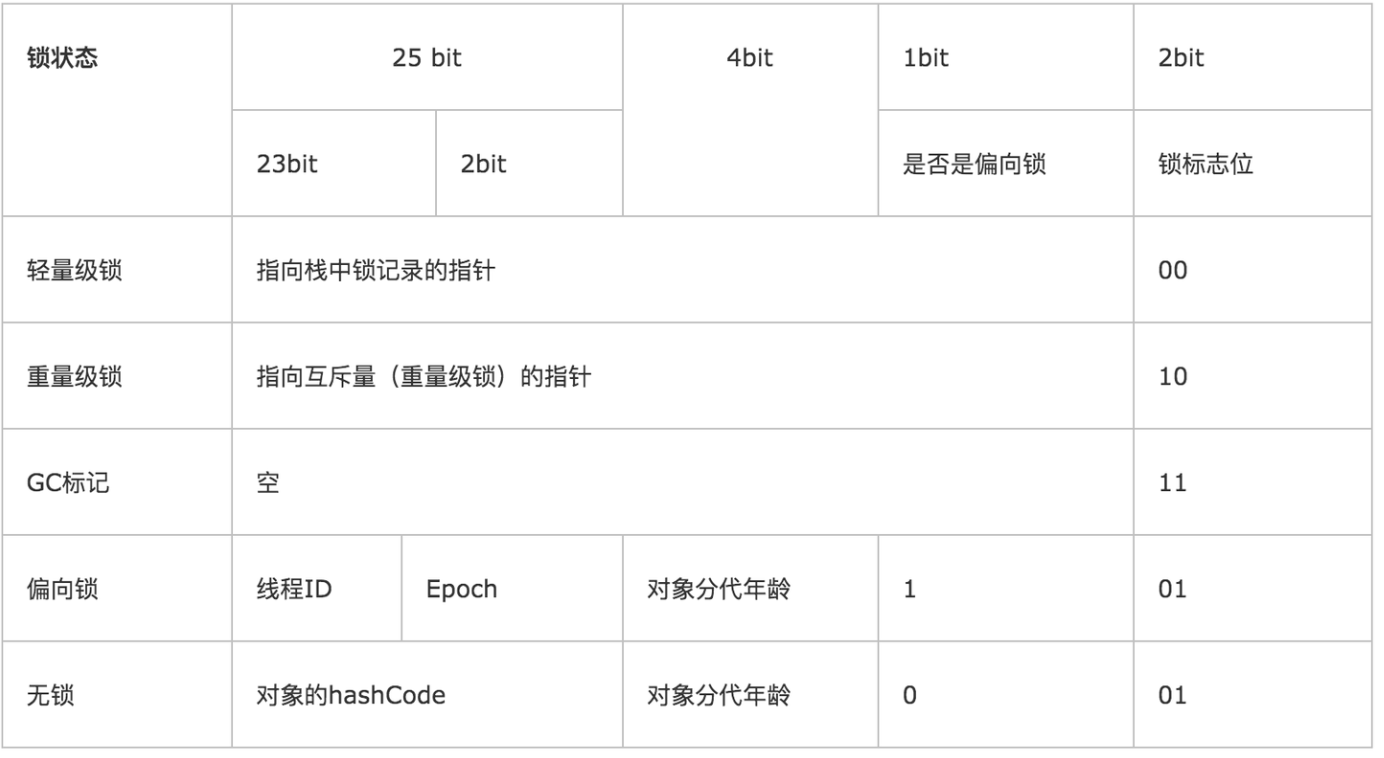 锁状态 25 bit 4bit 1bit 2bit
23bit 2bit 是否是偏向锁 锁标志位
轻量级锁 指向栈中锁记录的指针 00
重量级锁 指向互斥量（重量级锁）的指针 10
GC标记 空 11
偏向锁 线程ID Epoch 对象分代年龄 1 01
无锁 对象的hashCode 对象分代年龄 0 01